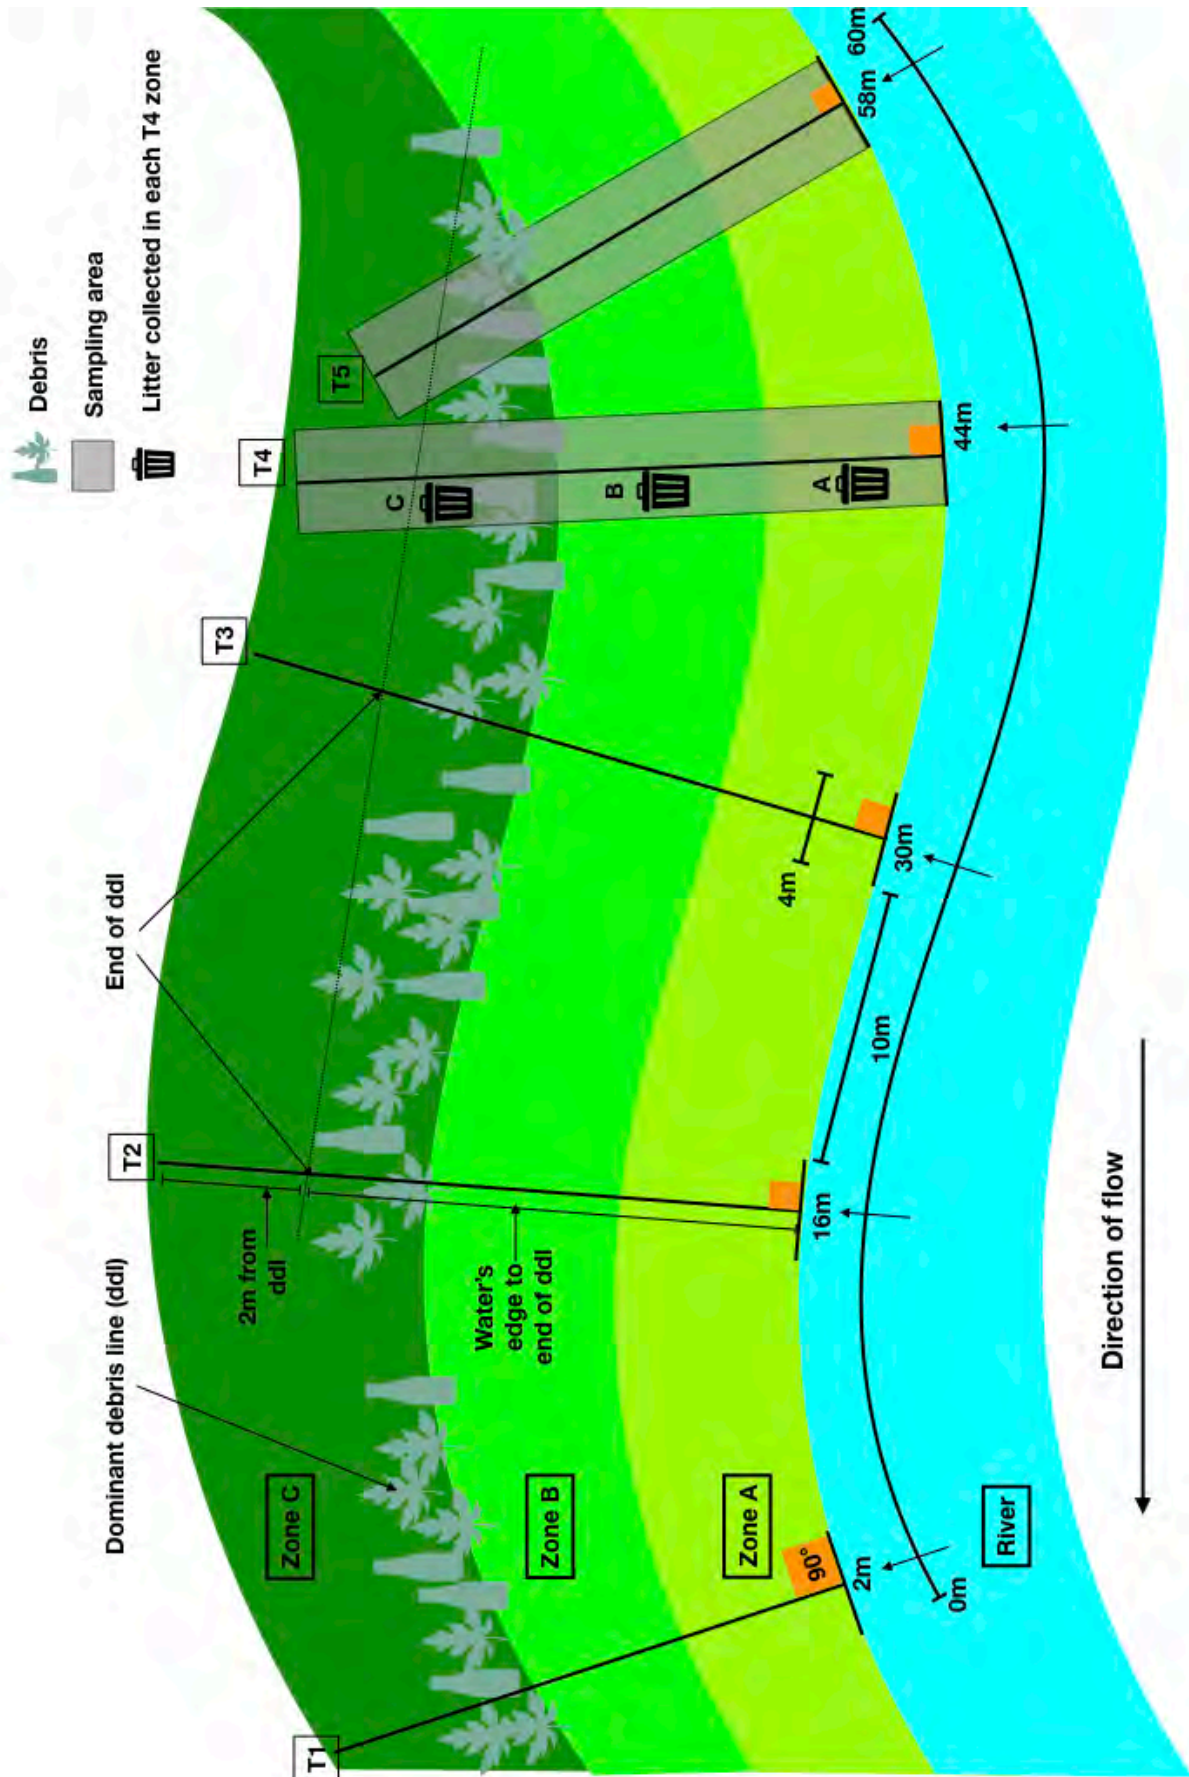 Debris
Sampling area
Litter collected in each T4 zone
Dominant debris line (ddl)
End of ddl
T1
T2
T3
T4
T5
2m from
ddl
Water's
edge to
end of ddl
Zone C
Zone B
Zone A
River
C
B
A
4m
10m
90°
0m
2m
16m
30m
44m
58m
60m
Direction of flow